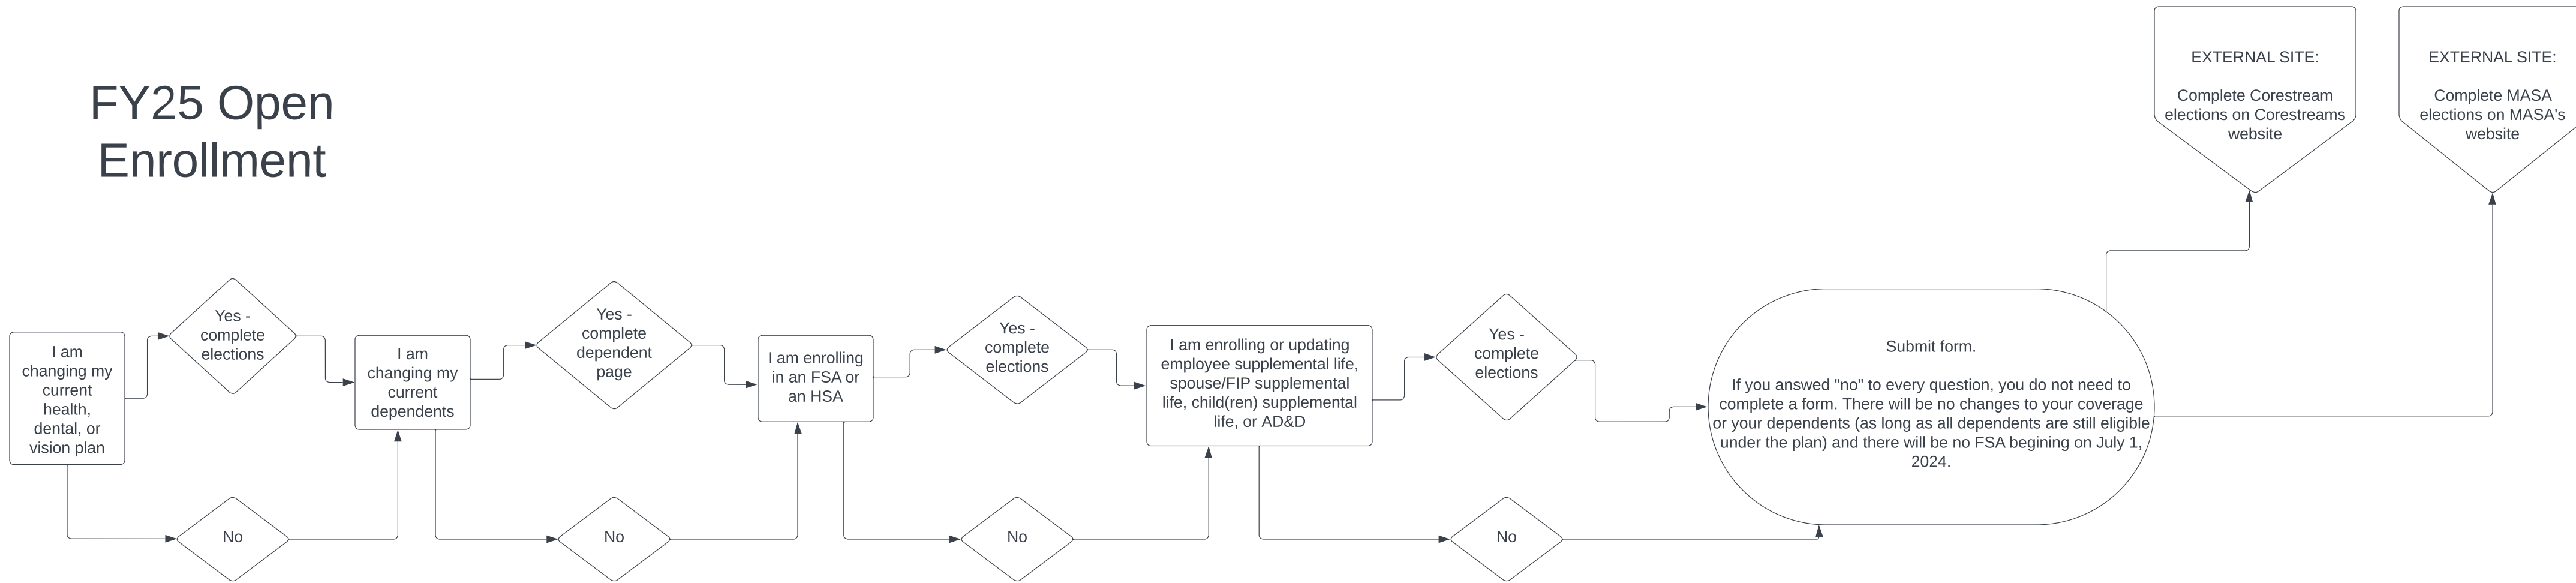 FY25 Open
Enrollment
I am
changing my
current
health,
dental, or
vision plan
Yes -
complete
elections
No
I am
changing my
current
dependents
Yes -
complete
dependent
page
No
I am enrolling
in an FSA or
an HSA
Yes -
complete
elections
No
I am enrolling or updating
employee supplemental life,
spouse/FIP supplemental
life, child(ren) supplemental
life, or AD&D
Yes -
complete
elections
No
Submit form.
If you answered "no" to every question, you do not need to
complete a form. There will be no changes to your coverage
or your dependents (as long as all dependents are still eligible
under the plan) and there will be no FSA begining on July 1,
2024.
EXTERNAL SITE:
Complete Corestream
elections on Corestreams
website
EXTERNAL SITE:
Complete MASA
elections on MASA's
website